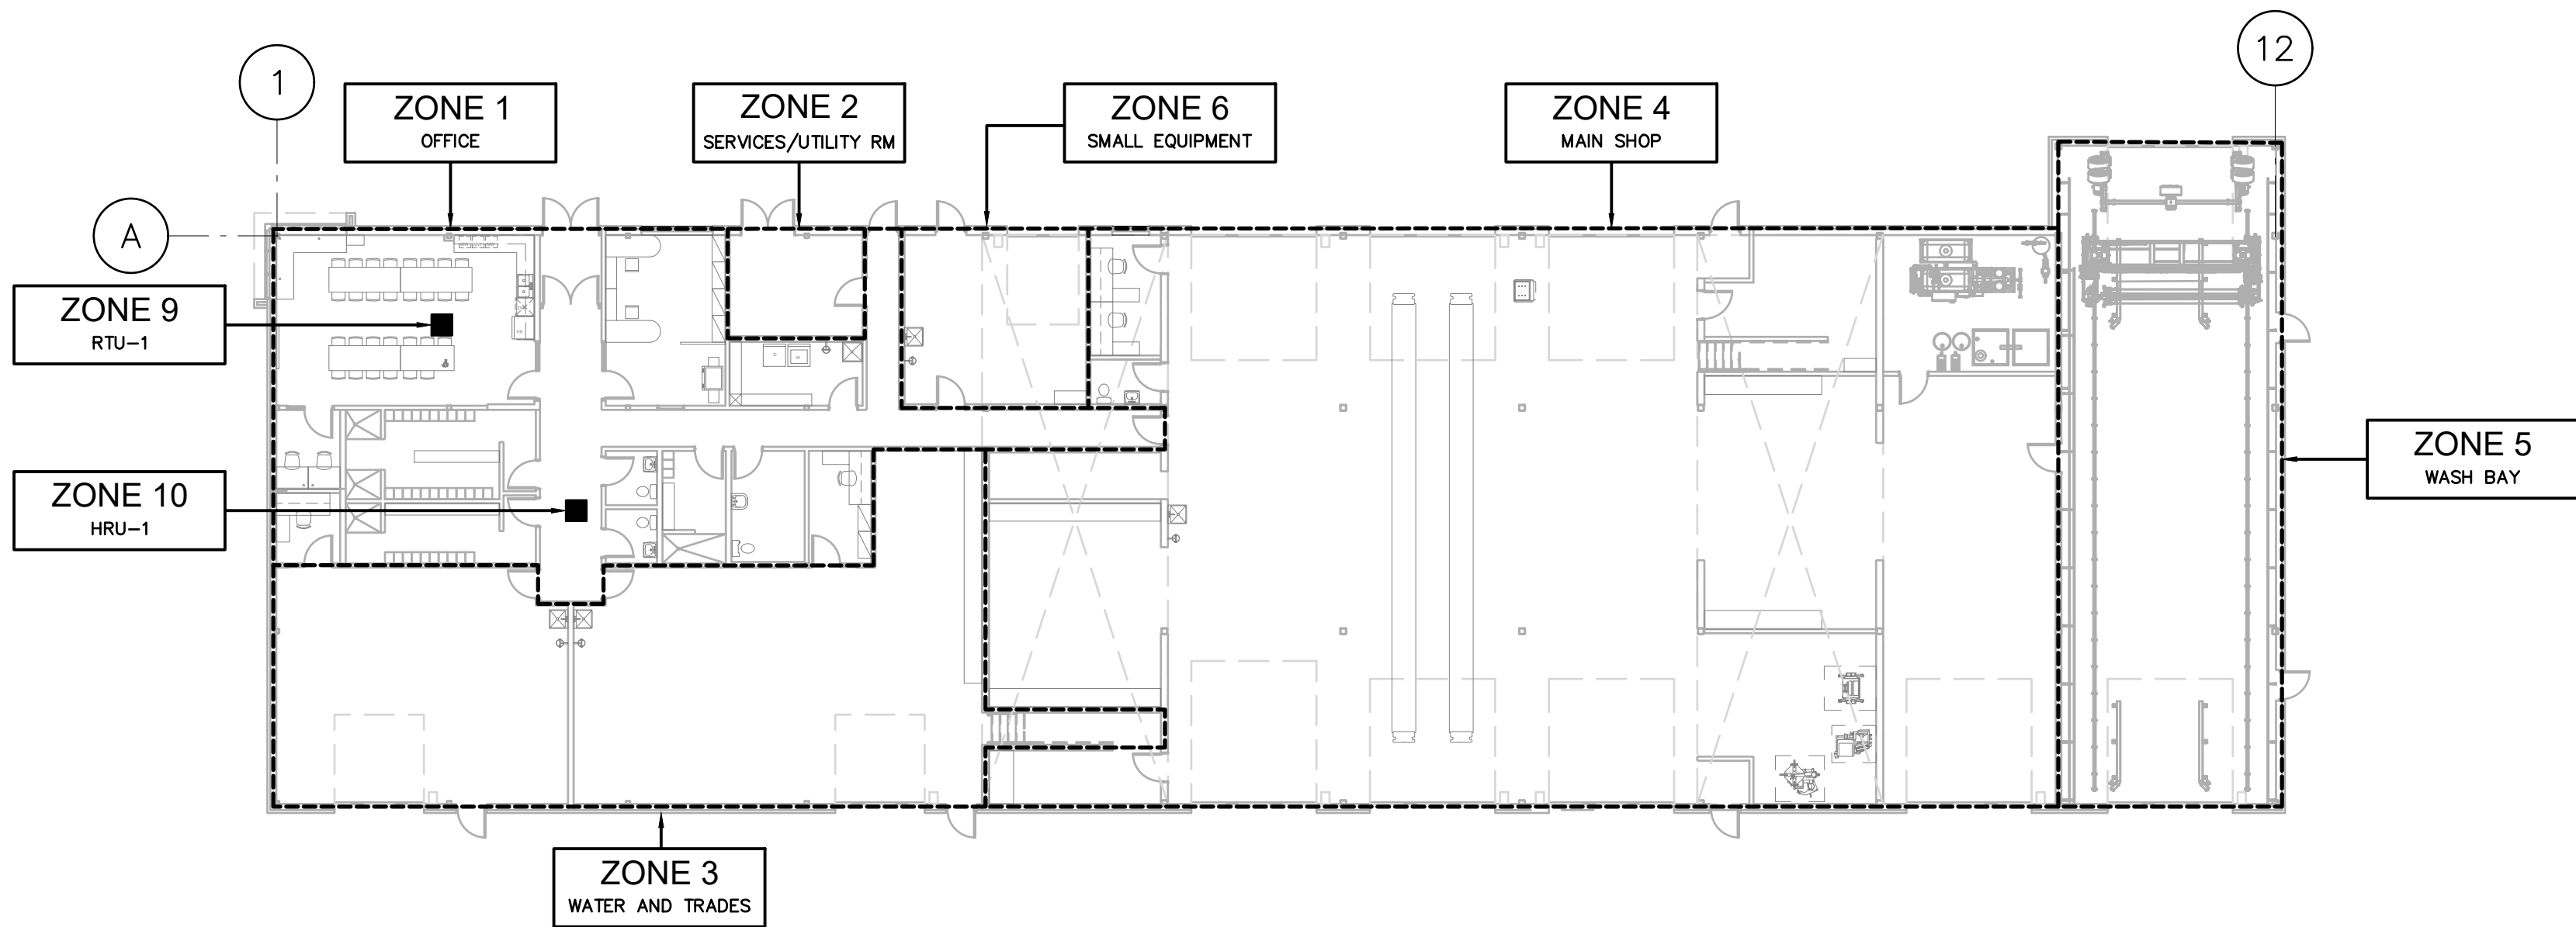 1
12
ZONE 1
OFFICE
ZONE 2
SERVICES/UTILITY RM
ZONE 6
SMALL EQUIPMENT
ZONE 4
MAIN SHOP
A
ZONE 9
RTU-1
ZONE 10
HRU-1
ZONE 5
WASH BAY
ZONE 3
WATER AND TRADES